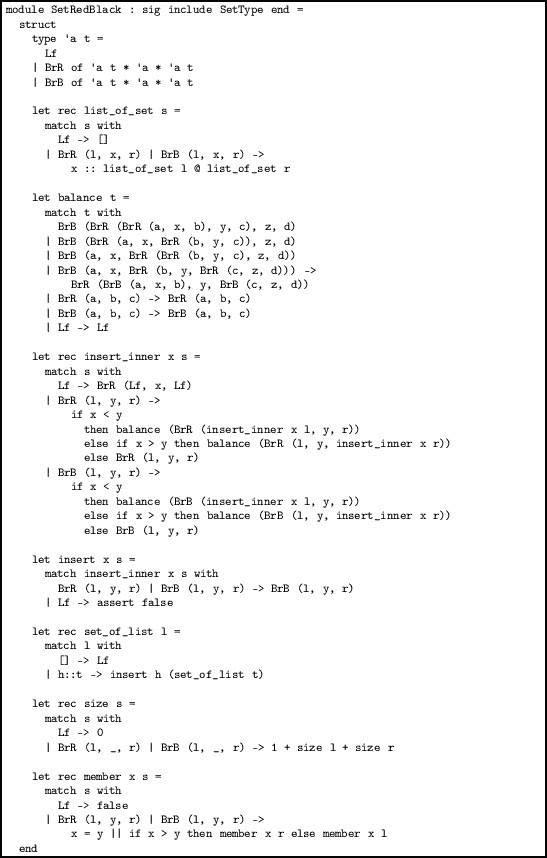 module SetRedBlack : sig include SetType end =
  struct
    type 'a t =
      Lf
    | BrR of 'a t * 'a * 'a t
    | BrB of 'a t * 'a * 'a t

    let rec list_of_set s =
      match s with
        Lf -> []
      | BrR (l, x, r) | BrB (l, x, r) ->
          x :: list_of_set l @ list_of_set r

    let balance t =
      match t with
        BrB (BrR (BrR (a, x, b), y, c), z, d)
      | BrB (BrR (a, x, BrR (b, y, c)), z, d)
      | BrB (a, x, BrR (BrR (b, y, c), z, d))
      | BrB (a, x, BrR (b, y, BrR (c, z, d))) ->
          BrR (BrB (a, x, b), y, BrB (c, z, d))
      | BrR (a, b, c) -> BrR (a, b, c)
      | BrB (a, b, c) -> BrB (a, b, c)
      | Lf -> Lf

    let rec insert_inner x s =
      match s with
        Lf -> BrR (Lf, x, Lf)
      | BrR (l, y, r) ->
          if x < y
            then balance (BrR (insert_inner x l, y, r))
            else if x > y then balance (BrR (l, y, insert_inner x r))
            else BrR (l, y, r)
      | BrB (l, y, r) ->
          if x < y
            then balance (BrB (insert_inner x l, y, r))
            else if x > y then balance (BrB (l, y, insert_inner x r))
            else BrB (l, y, r)

    let insert x s =
      match insert_inner x s with
        BrR (l, y, r) | BrB (l, y, r) -> BrB (l, y, r)
      | Lf -> assert false

    let rec set_of_list l =
      match l with
        [] -> Lf
      | h::t -> insert h (set_of_list t)

    let rec size s =
      match s with
        Lf -> 0
      | BrR (l, _, r) | BrB (l, _, r) -> 1 + size l + size r

    let rec member x s =
      match s with
        Lf -> false
      | BrR (l, y, r) | BrB (l, y, r) ->
          x = y || if x > y then member x r else member x l
  end